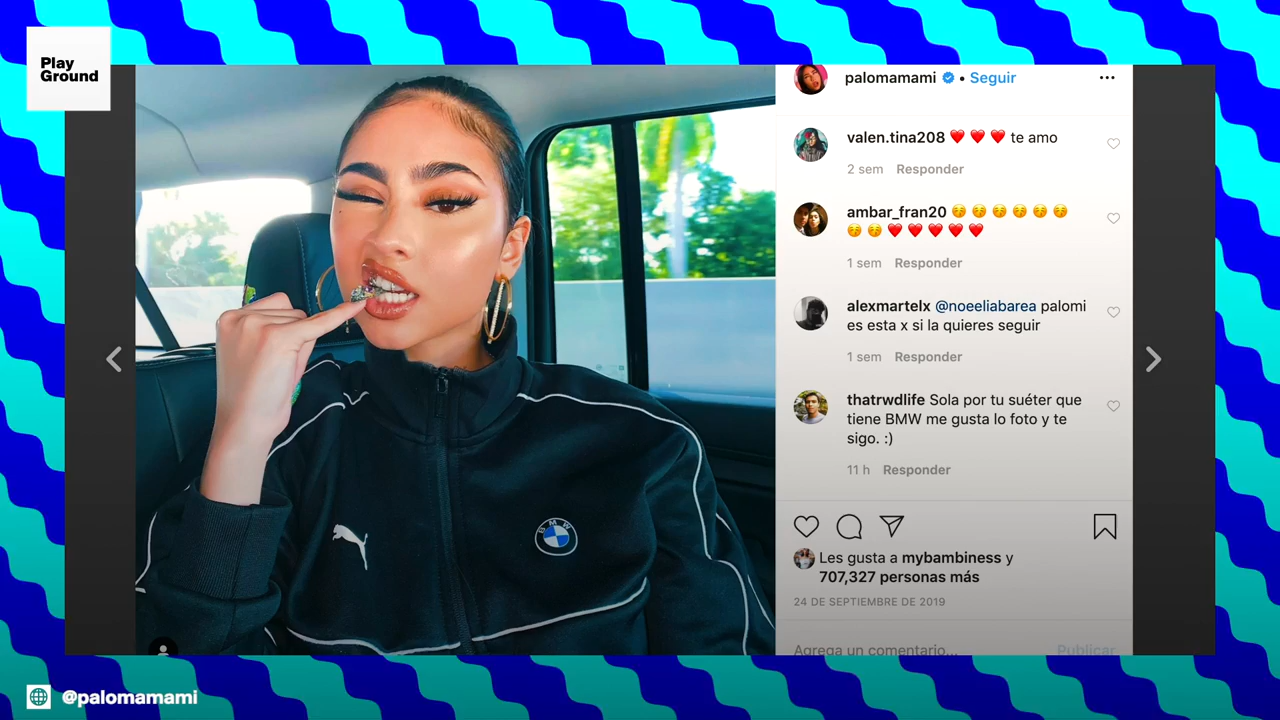 Play
Ground
palomamami • Seguir
valen.tina208 ❤️ ❤️ ❤️ te amo
2 sem Responder
ambar_fran20 😚 😚 😚 😚 😚 😚
😚 😚 ❤️ ❤️ ❤️ ❤️ ❤️
1 sem Responder
alexmartelx @noeeliabarea palomi
es esta x si la quieres seguir
1 sem Responder
thatrwdlife Sola por tu suéter que
tiene BMW me gusta lo foto y te
sigo. :)
11 h Responder
Les gusta a mybambiness y
707,327 personas más
24 DE SEPTIEMBRE DE 2019
Agrega un comentario... Publicar
BMW
@palomamami